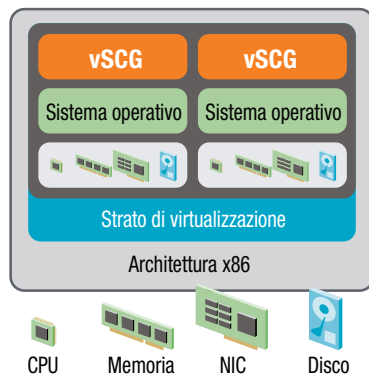 vSCG vSCG
Sistema operativo Sistema operativo
Strato di virtualizzazione
Architettura x86
CPU Memoria NIC Disco